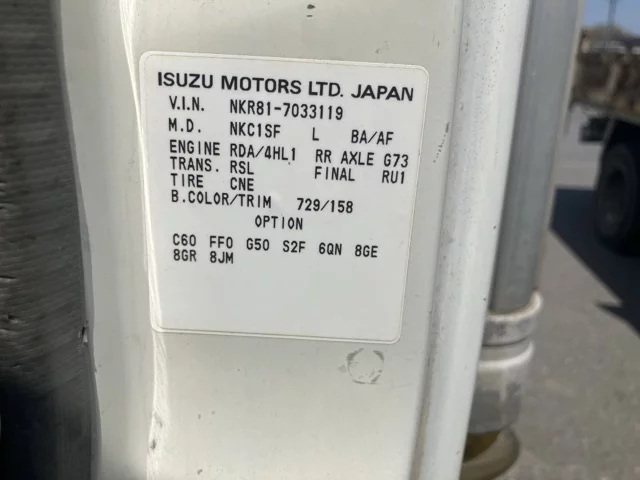 ISUZU MOTORS LTD. JAPAN
V.I.N. NKR81-7033119
M.D. NKC1SF L BA/AF
ENGINE RDA/4HL1 RR AXLE G73
TRANS. RSL FINAL RU1
TIRE CNE
B.COLOR/TRIM 729/158
OPTION
C60 FF0 G50 S2F 6QN 8GE
8GR 8JM